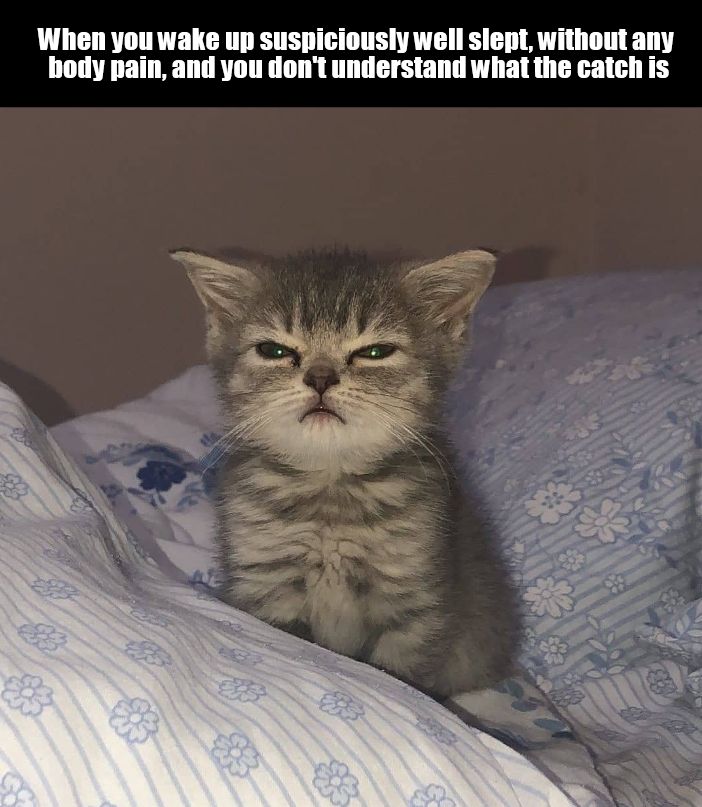 When you wake up suspiciously well slept, without any
body pain, and you don't understand what the catch is